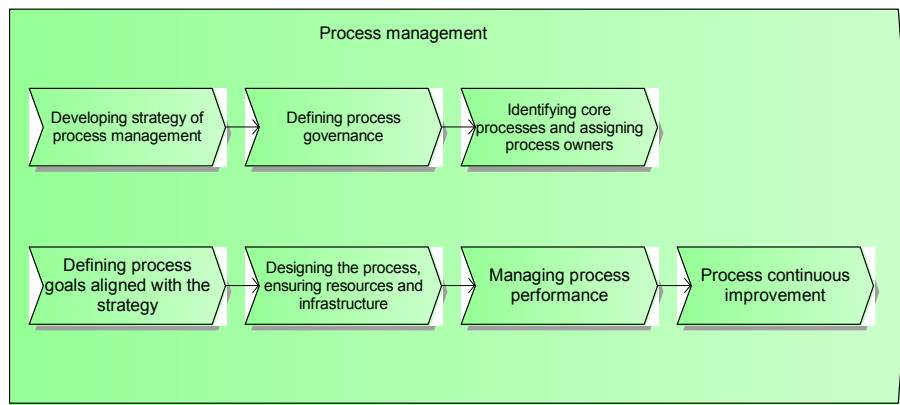 Process management
Developing strategy of
process management
Defining process
governance
Identifying core
processes and assigning
process owners
Defining process
goals aligned with the
strategy
Designing the process,
ensuring resources and
infrastructure
Managing process
performance
Process continuous
improvement